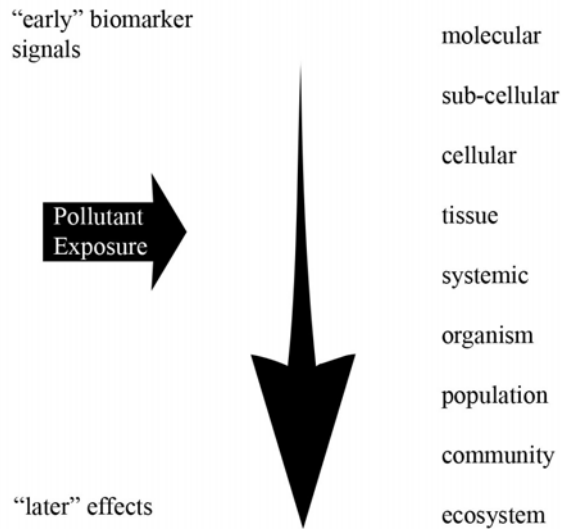 “early” biomarker
signals
Pollutant
Exposure
“later” effects
molecular
sub-cellular
cellular
tissue
systemic
organism
population
community
ecosystem